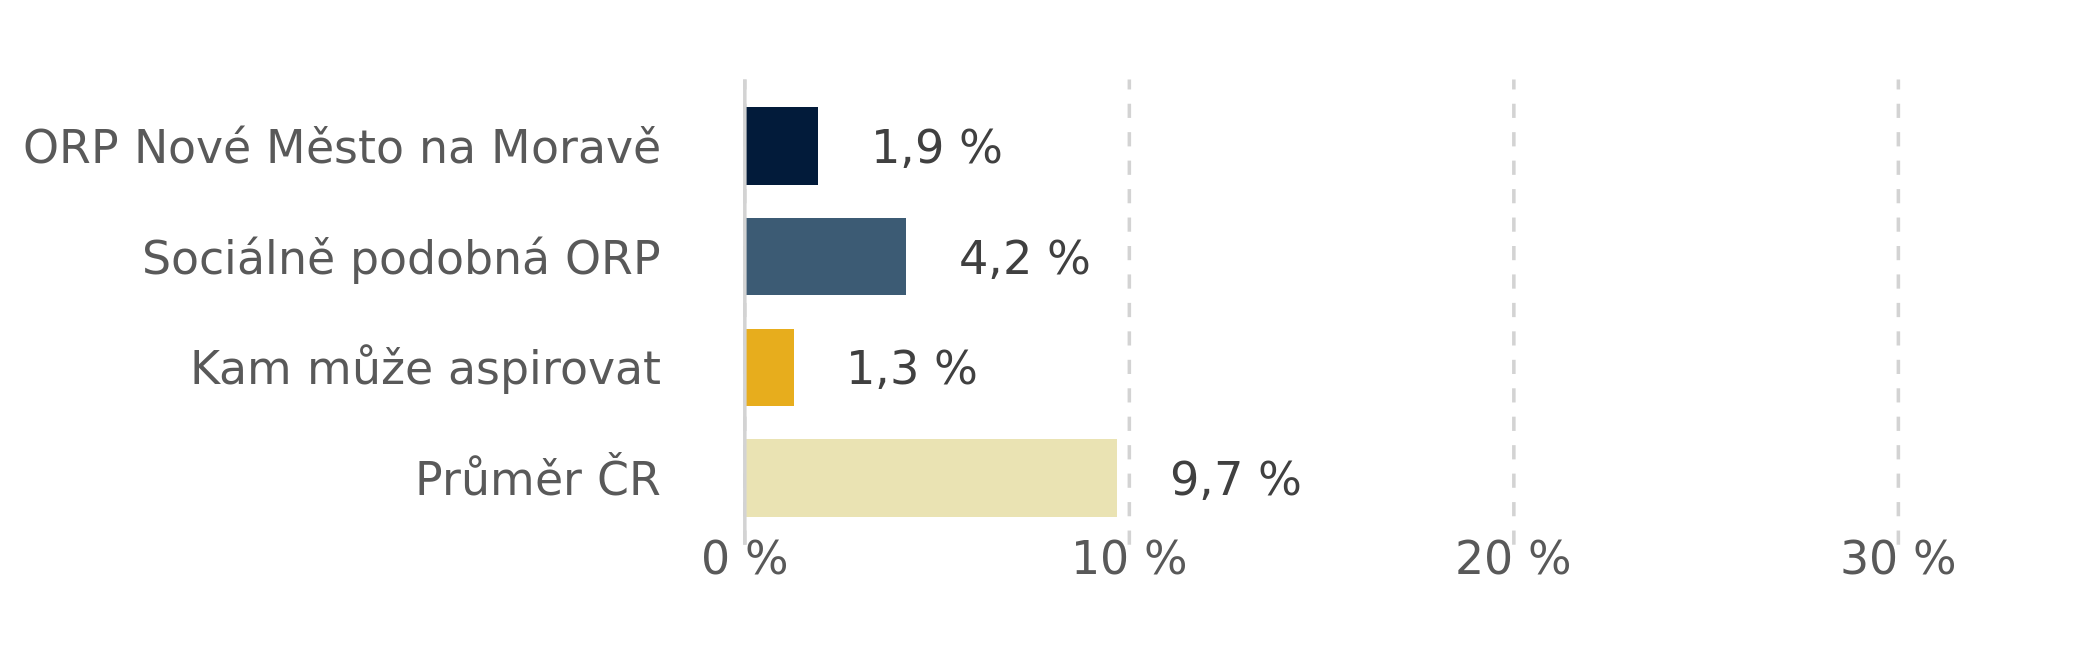 ORP Nové Město na Moravě 1,9 %
Sociálně podobná ORP 4,2 %
Kam může aspirovat 1,3 %
Průměr ČR 9,7 %
0 % 10 % 20 % 30 %